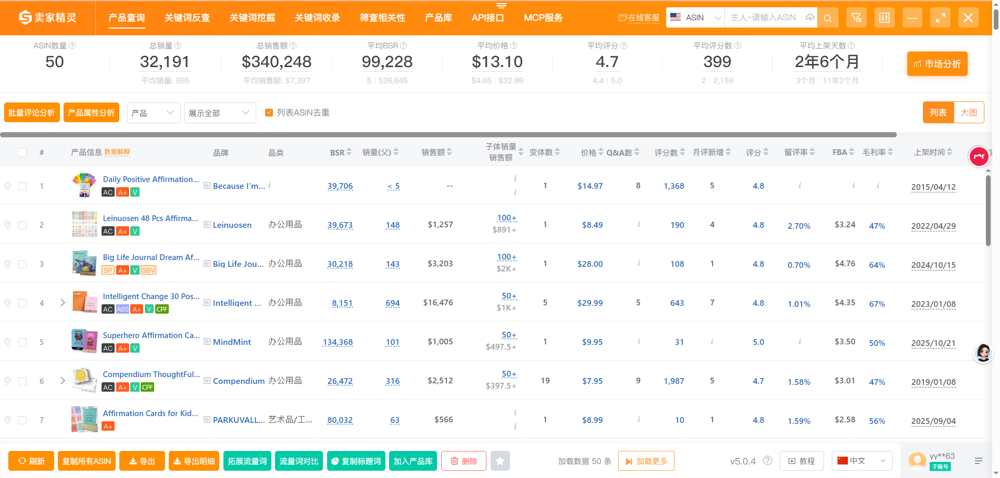 卖家精灵
产品查询 关键词反查 关键词挖掘 关键词收录 筛查相关性 产品库 API接口 MCP服务 在线客服 ASIN 主人~请输入ASIN
ASIN数量 总销量 总销售额 平均BSR 平均价格 平均评分 平均评分数 平均上架天数
50 32,191 $340,248 99,228 $13.10 4.7 399 2年6个月
平均销量: 685 平均销售额: $7,397 5 | 526,645 $4.65 | $32.99 4.4 | 5.0 2 | 2,159 3个月 | 11年2个月
市场分析
批量评论分析 产品属性分析 产品 展示全部 列表ASIN去重 列表 大图
# 产品信息 数据解释 品牌 品类 BSR 销量(父) 销售额 子体销量 销售额 变体数 价格 Q&A数 评分数 月评新增 评分 留评率 FBA 毛利率 上架时间
1 Daily Positive Affirmation... Because I'm... i 39,706 < 5 -- i i 1 $14.97 8 1,368 5 4.8 i i i 2015/04/12
AC A+ V
2 Leinuosen 48 Pcs Affirma... Leinuosen 办公用品 39,673 148 $1,257 100+ $891+ 1 $8.49 i 190 4 4.8 2.70% $3.24 47% 2022/04/29
AC A+ V
3 Big Life Journal Dream Af... Big Life Jou... 办公用品 30,218 143 $3,203 100+ $2K+ 1 $28.00 i 108 1 4.8 0.70% $4.76 64% 2024/10/15
SP A+ V SBV
4 Intelligent Change 30 Pos... Intelligent ... 办公用品 8,151 694 $16,476 50+ $1K+ 5 $29.99 5 643 7 4.8 1.01% $4.35 67% 2023/01/08
AC ABS A+ V CPF
5 Superhero Affirmation Ca... MindMint 办公用品 134,368 101 $1,005 50+ $497.5+ 1 $9.95 i 31 i 5.0 i $3.50 50% 2025/10/21
AC A+ V
6 Compendium ThoughtFul... Compendium 办公用品 26,472 316 $2,512 50+ $397.5+ 19 $7.95 9 1,987 5 4.7 1.58% $3.01 47% 2019/01/08
AC A+ V CPF
7 Affirmation Cards for Kid... PARKUVALL... 艺术品/工... 80,032 63 $566 i i 1 $8.99 i 10 1 4.8 1.59% $2.58 56% 2025/09/04
A+
刷新 复制所有ASIN 导出 导出明细 拓展流量词 流量词对比 复制标题词 加入产品库 删除 加载数据 50 条 加载更多 v5.0.4 教程 中文 yy**63
子账号